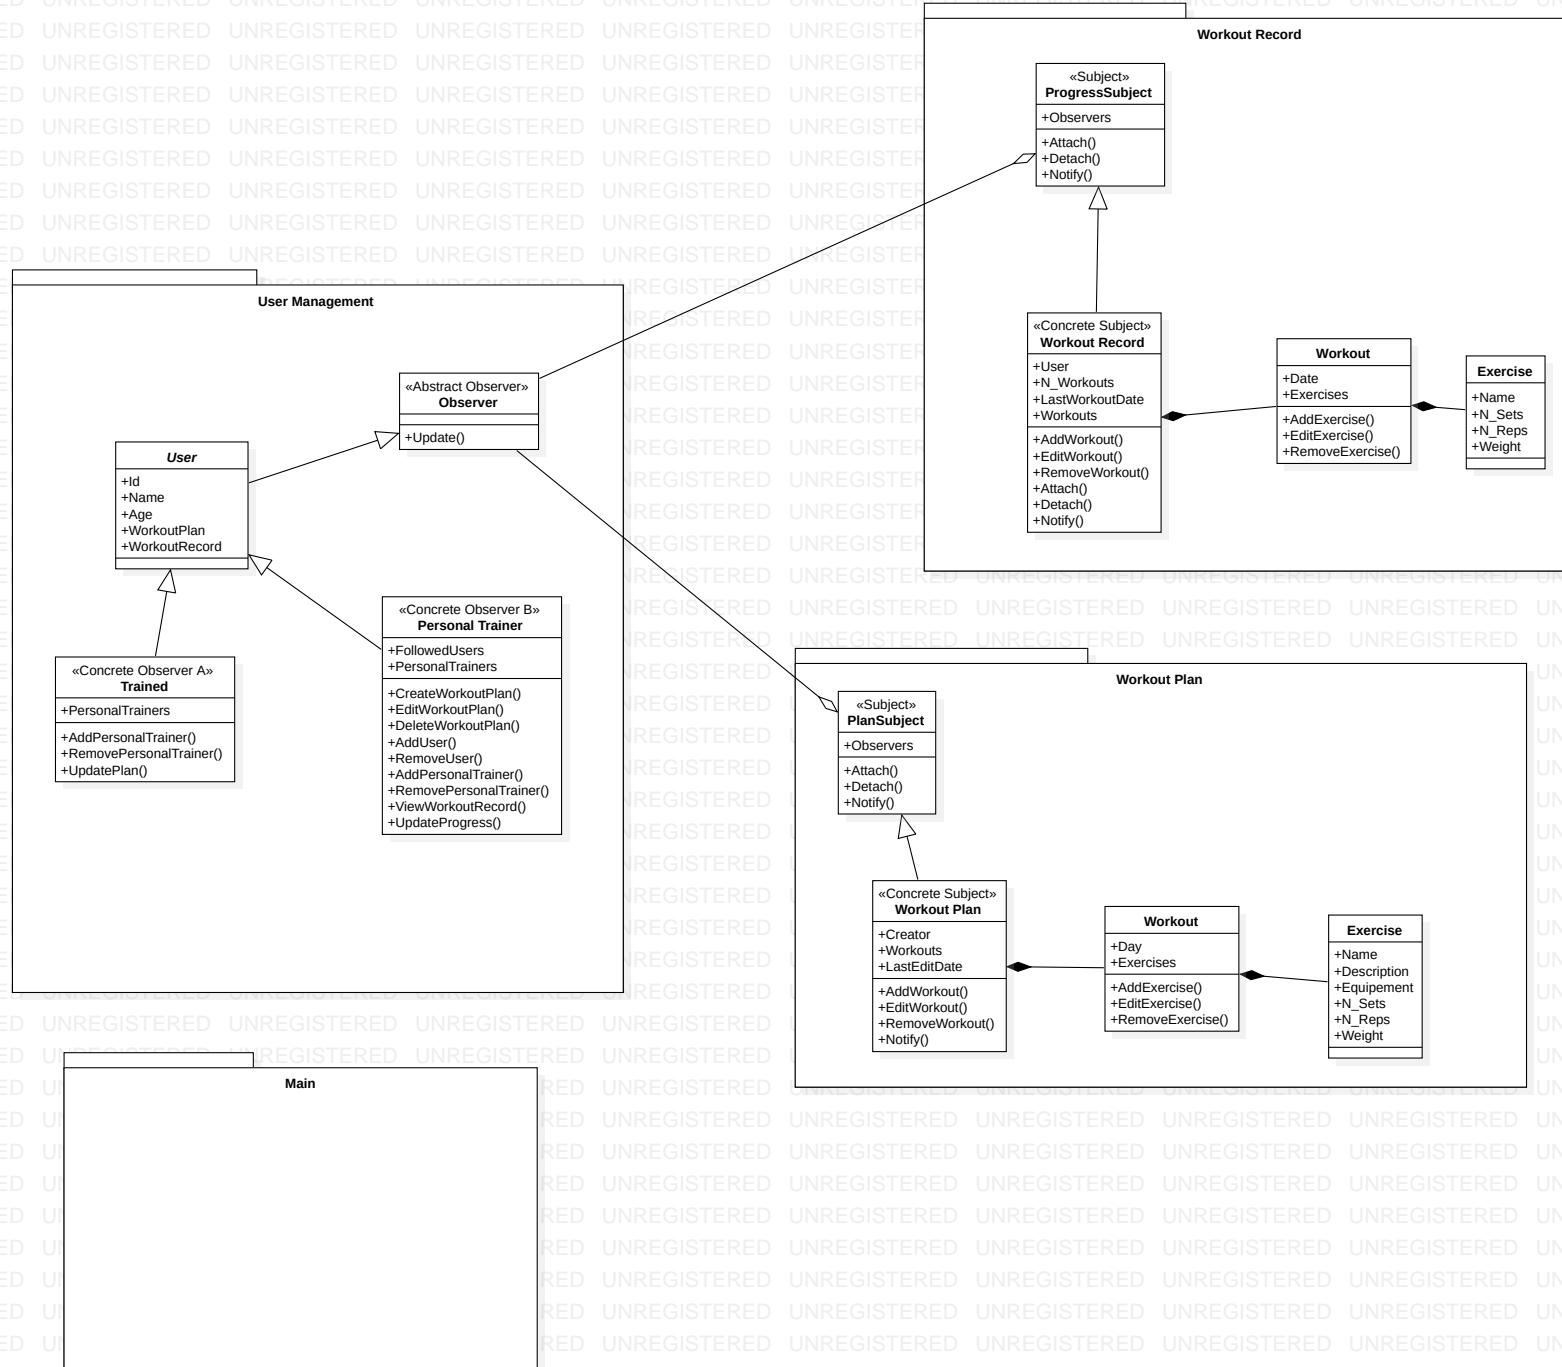 Workout Record
«Subject»
ProgressSubject
+Observers
+Attach()
+Detach()
+Notify()
«Concrete Subject»
Workout Record
+User
+N_Workouts
+LastWorkoutDate
+Workouts
+AddWorkout()
+EditWorkout()
+RemoveWorkout()
+Attach()
+Detach()
+Notify()
Workout
+Date
+Exercises
+AddExercise()
+EditExercise()
+RemoveExercise()
Exercise
+Name
+N_Sets
+N_Reps
+Weight
User Management
«Abstract Observer»
Observer
+Update()
User
+Id
+Name
+Age
+WorkoutPlan
+WorkoutRecord
«Concrete Observer A»
Trained
+PersonalTrainers
+AddPersonalTrainer()
+RemovePersonalTrainer()
+UpdatePlan()
«Concrete Observer B»
Personal Trainer
+FollowedUsers
+PersonalTrainers
+CreateWorkoutPlan()
+EditWorkoutPlan()
+DeleteWorkoutPlan()
+AddUser()
+RemoveUser()
+AddPersonalTrainer()
+RemovePersonalTrainer()
+ViewWorkoutRecord()
+UpdateProgress()
Workout Plan
«Subject»
PlanSubject
+Observers
+Attach()
+Detach()
+Notify()
«Concrete Subject»
Workout Plan
+Creator
+Workouts
+LastEditDate
+AddWorkout()
+EditWorkout()
+RemoveWorkout()
+Notify()
Workout
+Day
+Exercises
+AddExercise()
+EditExercise()
+RemoveExercise()
Exercise
+Name
+Description
+Equipement
+N_Sets
+N_Reps
+Weight
Main
UNREGISTERED